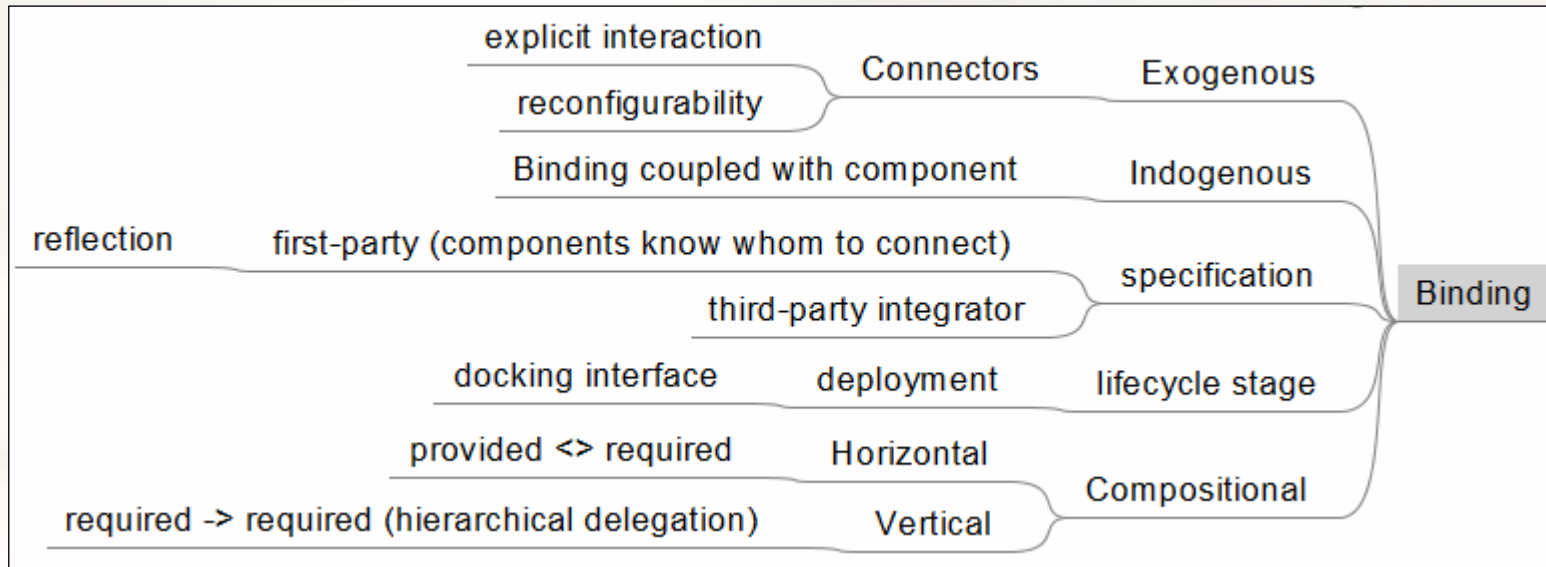 explicit interaction
Connectors
Exogenous
reconfigurability
Binding coupled with component
Indogenous
reflection
first-party (components know whom to connect)
specification
third-party integrator
Binding
docking interface
deployment
lifecycle stage
provided <> required
Horizontal
Compositional
required -> required (hierarchical delegation)
Vertical